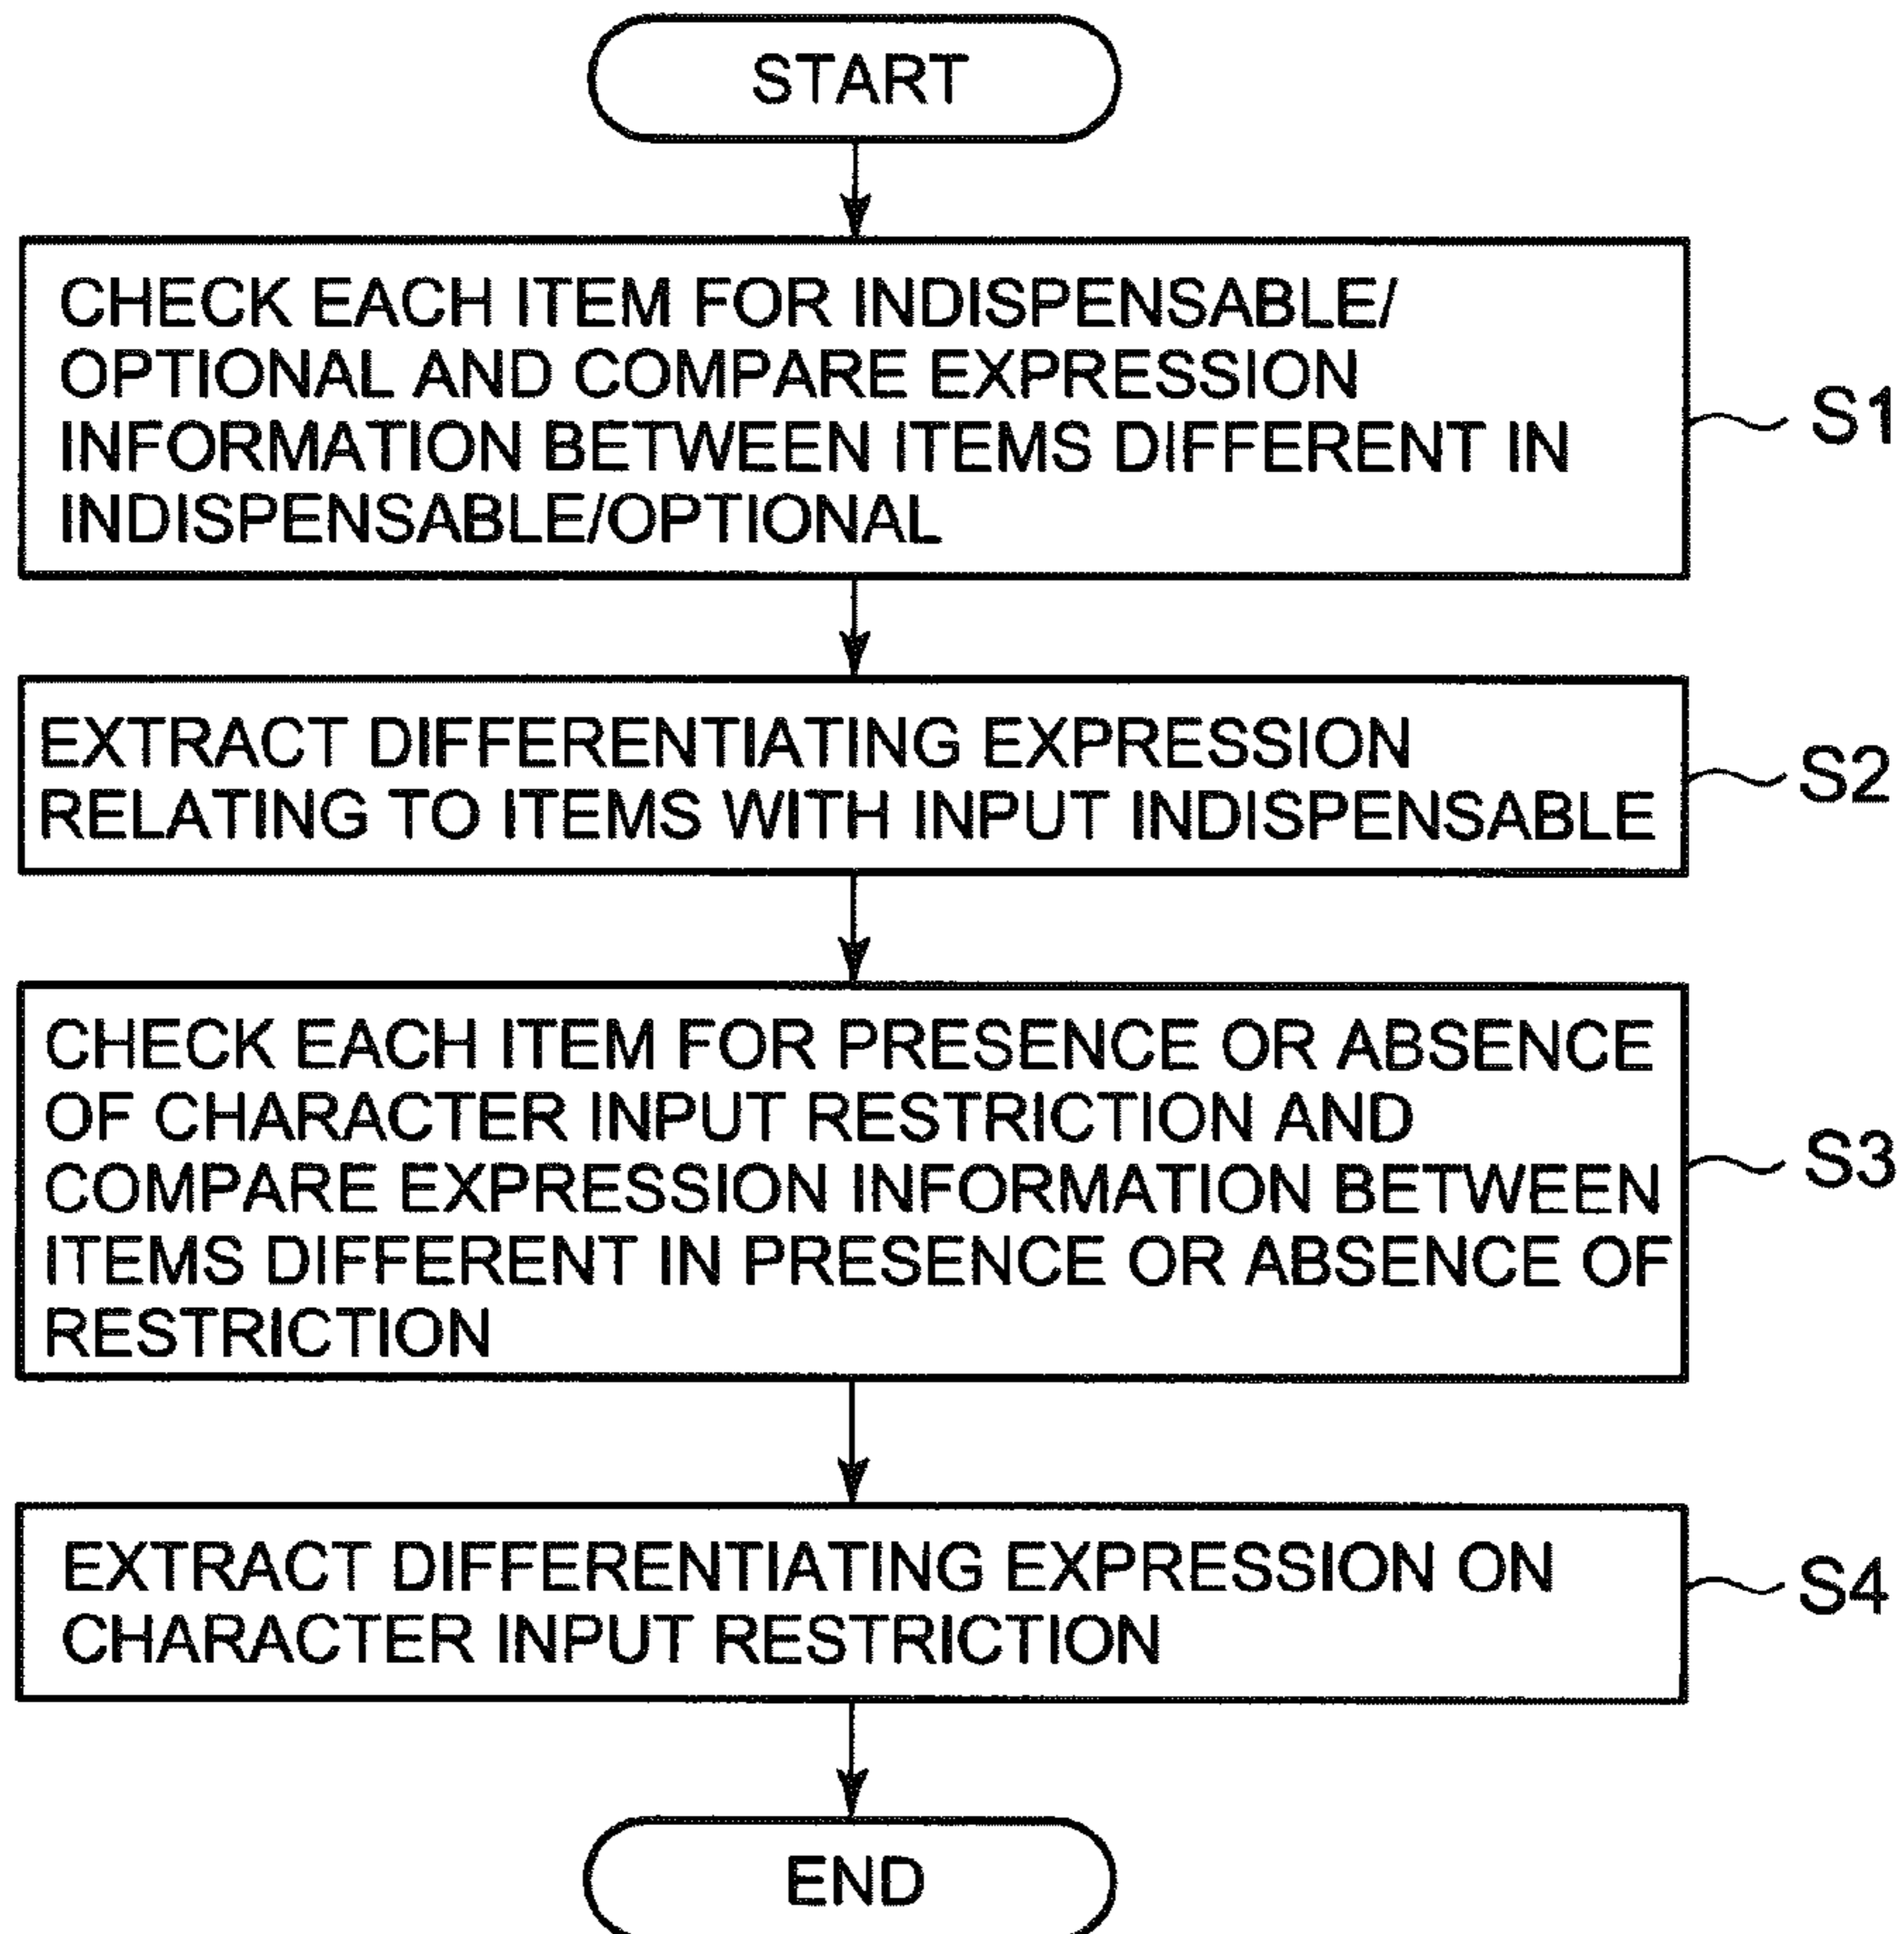 START
CHECK EACH ITEM FOR INDISPENSABLE/
OPTIONAL AND COMPARE EXPRESSION
INFORMATION BETWEEN ITEMS DIFFERENT IN
INDISPENSABLE/OPTIONAL
S1
EXTRACT DIFFERENTIATING EXPRESSION
RELATING TO ITEMS WITH INPUT INDISPENSABLE
S2
CHECK EACH ITEM FOR PRESENCE OR ABSENCE
OF CHARACTER INPUT RESTRICTION AND
COMPARE EXPRESSION INFORMATION BETWEEN
ITEMS DIFFERENT IN PRESENCE OR ABSENCE OF
RESTRICTION
S3
EXTRACT DIFFERENTIATING EXPRESSION ON
CHARACTER INPUT RESTRICTION
S4
END